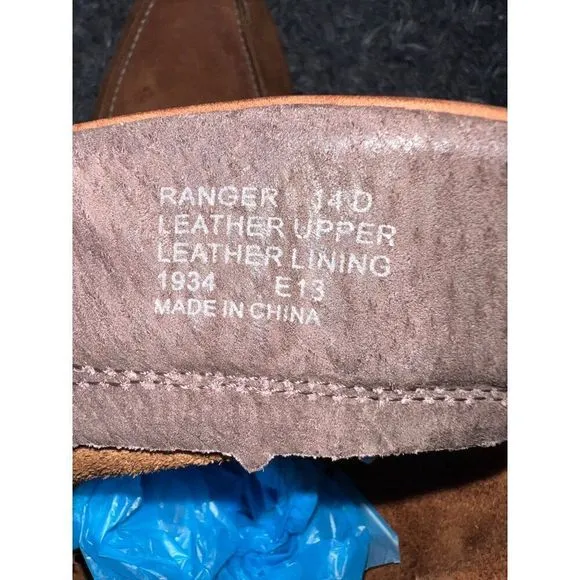 RANGER 14 D
LEATHER UPPER
LEATHER LINING
1934 E13
MADE IN CHINA